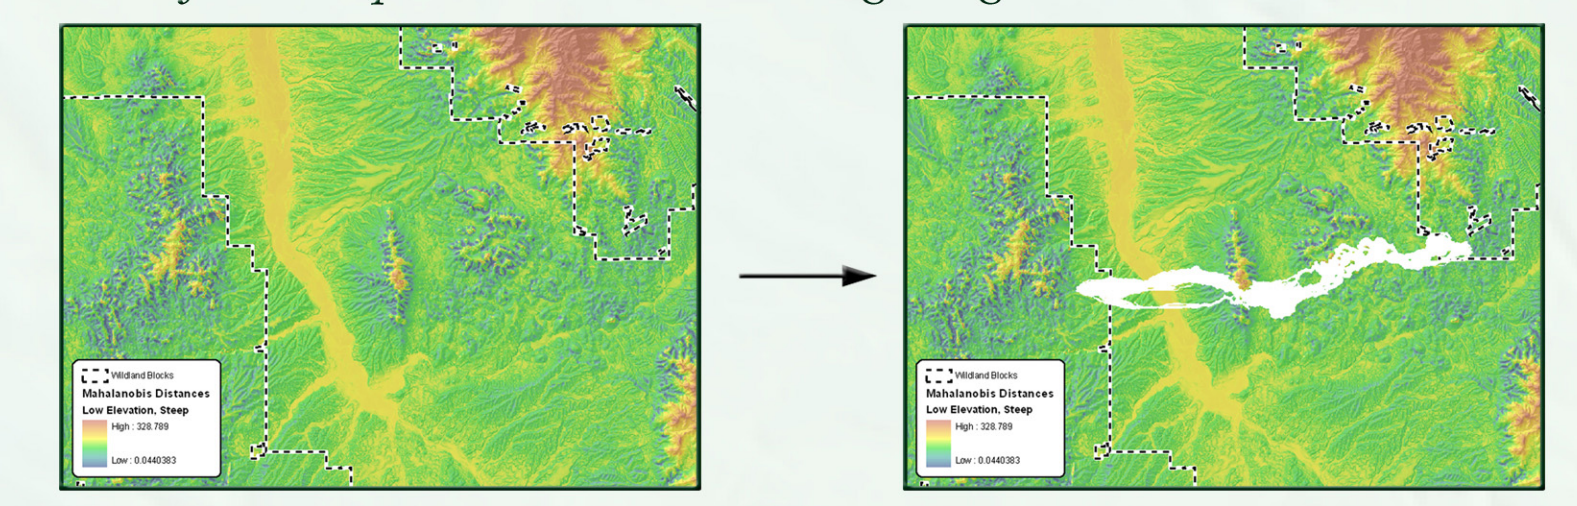 Wildland Blocks
Mahalanobis Distances
Low Elevation, Steep
High : 328.789
Low : 0.0440383
Wildland Blocks
Mahalanobis Distances
Low Elevation, Steep
High : 328.789
Low : 0.0440383